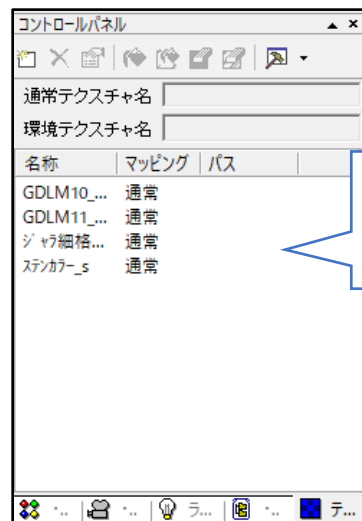 コントロールパネル
通常テクスチャ名
環境テクスチャ名
名称 マッピング パス
GDLM10_... 通常
GDLM11_... 通常
ジャラ細格... 通常
ステンカラー_s 通常
·.. ·.. ラ... ·.. テ...